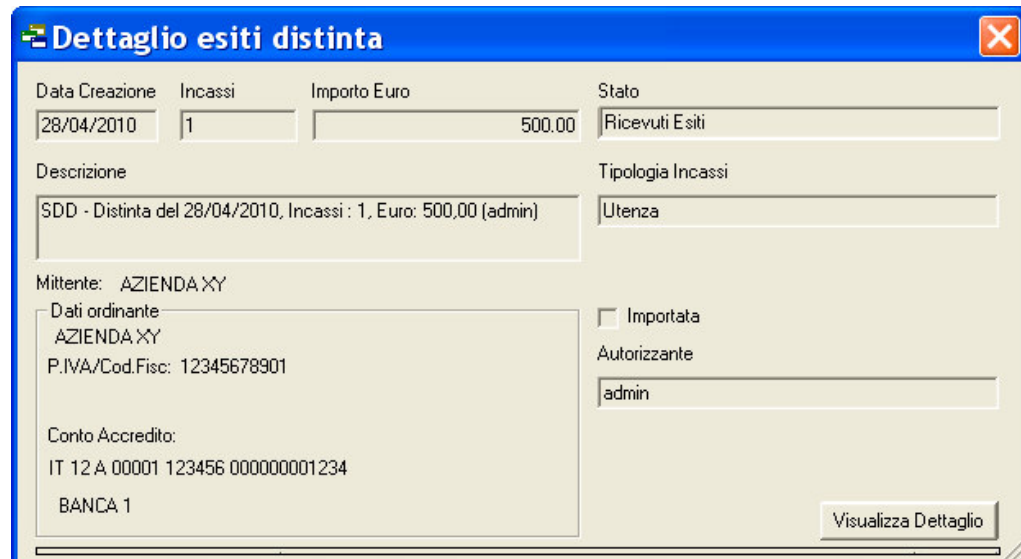 Dettaglio esiti distinta
Data Creazione Incassi Importo Euro Stato
28/04/2010 1 500.00 Ricevuti Esiti
Descrizione Tipologia Incassi
SDD - Distinta del 28/04/2010, Incassi : 1, Euro: 500,00 (admin) Utenza
Mittente: AZIENDA XY
Dati ordinante
Importata
AZIENDA XY
P.IVA/Cod.Fisc: 12345678901
Autorizzante
admin
Conto Accredito:
IT 12 A 00001 123456 000000001234
BANCA 1
Visualizza Dettaglio